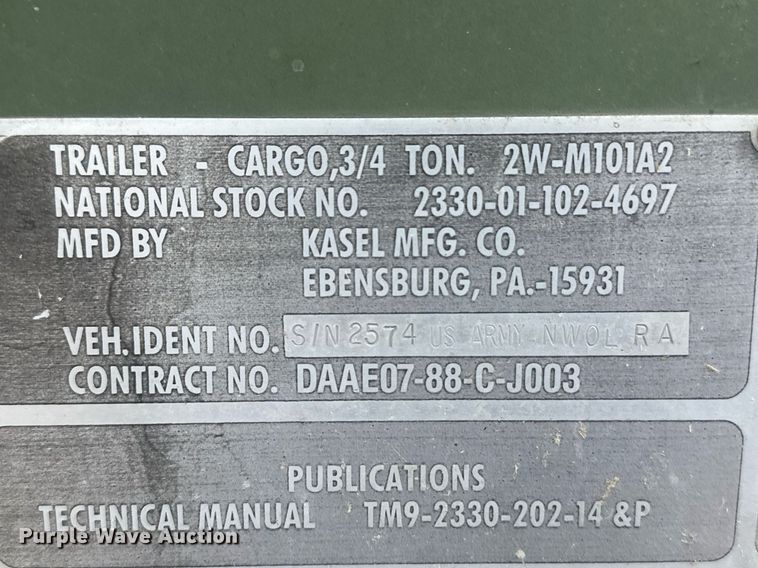 TRAILER - CARGO,3/4 TON. 2W-M101A2
NATIONAL STOCK NO. 2330-01-102-4697
MFD BY KASEL MFG. CO.
EBENSBURG, PA.-15931
VEH.IDENT NO. S/N2574 US ARMY NWOL RA
CONTRACT NO. DAAE07-88-C-J003
PUBLICATIONS
TECHNICAL MANUAL TM9-2330-202-14 &P
Purple Wave Auction